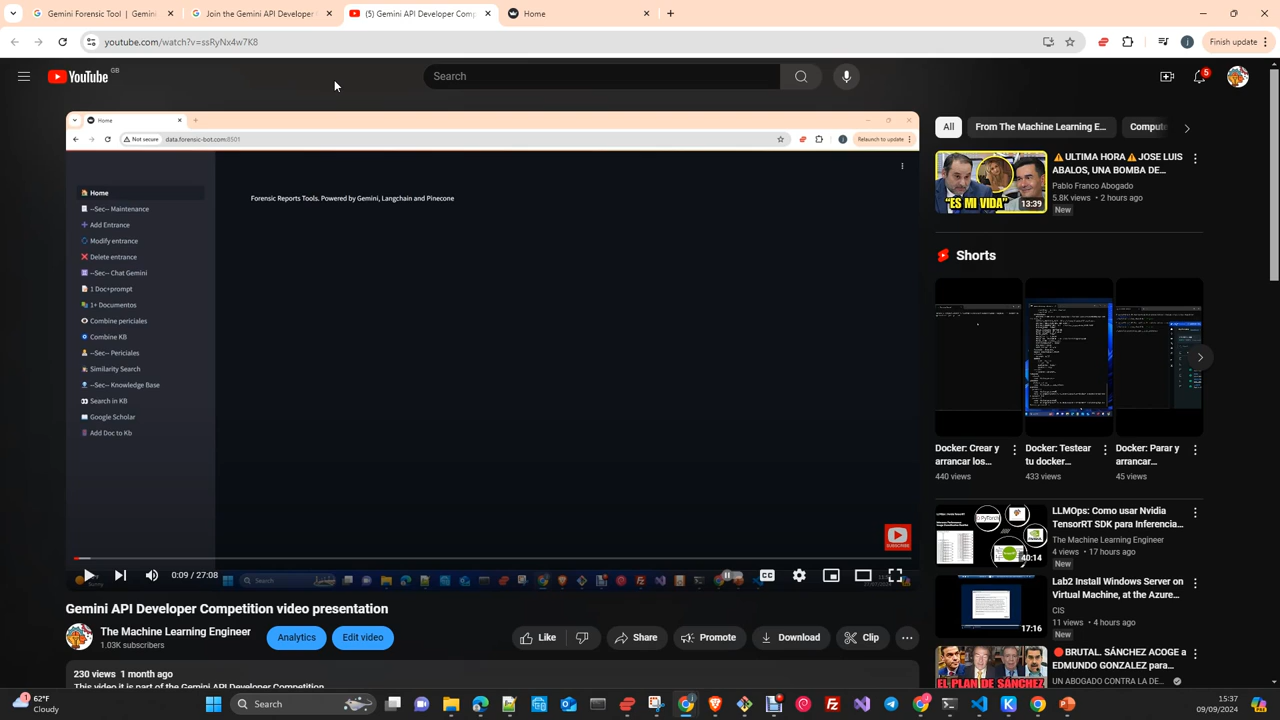 Gemini Forensic Tool | Gemini
Join the Gemini API Developer
(5) Gemini API Developer Comp
Home
youtube.com/watch?v=ssRyNx4w7K8
Finish update
YouTube GB
Search
5
Home
Not secure data.forensic-bot.com:8501
Relaunch to update
Home
--Sec-- Maintenance
Add Entrance
Modify entrance
Delete entrance
--Sec-- Chat Gemini
1 Doc+prompt
1+ Documentos
Combine periciales
Combine KB
--Sec-- Periciales
Similarity Search
--Sec-- Knowledge Base
Search in KB
Google Scholar
Add Doc to Kb
Forensic Reports Tools. Powered by Gemini, Langchain and Pinecone
SUBSCRIBE
0:09 / 27:08
Search
Gemini API Developer Competition Video presentation
The Machine Learning Engineer
1.03K subscribers
Analytics
Edit video
Like
Share
Promote
Download
Clip
230 views 1 month ago
This video it is part of the Gemini API Developer Competition
All
From The Machine Learning E...
Compute
"ES MI VIDA"
13:39
⚠ULTIMA HORA⚠JOSE LUIS
ABALOS, UNA BOMBA DE...
Pablo Franco Abogado
5.8K views • 2 hours ago
New
Shorts
Docker: Crear y
arrancar los...
440 views
Docker: Testear
tu docker...
433 views
Docker: Parar y
arrancar...
45 views
PyTorch
40:14
LLMOps: Como usar Nvidia
TensorRT SDK para Inferencia...
The Machine Learning Engineer
4 views • 17 hours ago
17:16
Lab2 Install Windows Server on
Virtual Machine, at the Azure...
CIS
11 views • 4 hours ago
New
EL PLAN DE SÁNCHEZ
BRUTAL. SÁNCHEZ ACOGE a
EDMUNDO GONZALEZ para...
UN ABOGADO CONTRA LA DE...
1
62°F
Cloudy
Search
15:37
09/09/2024